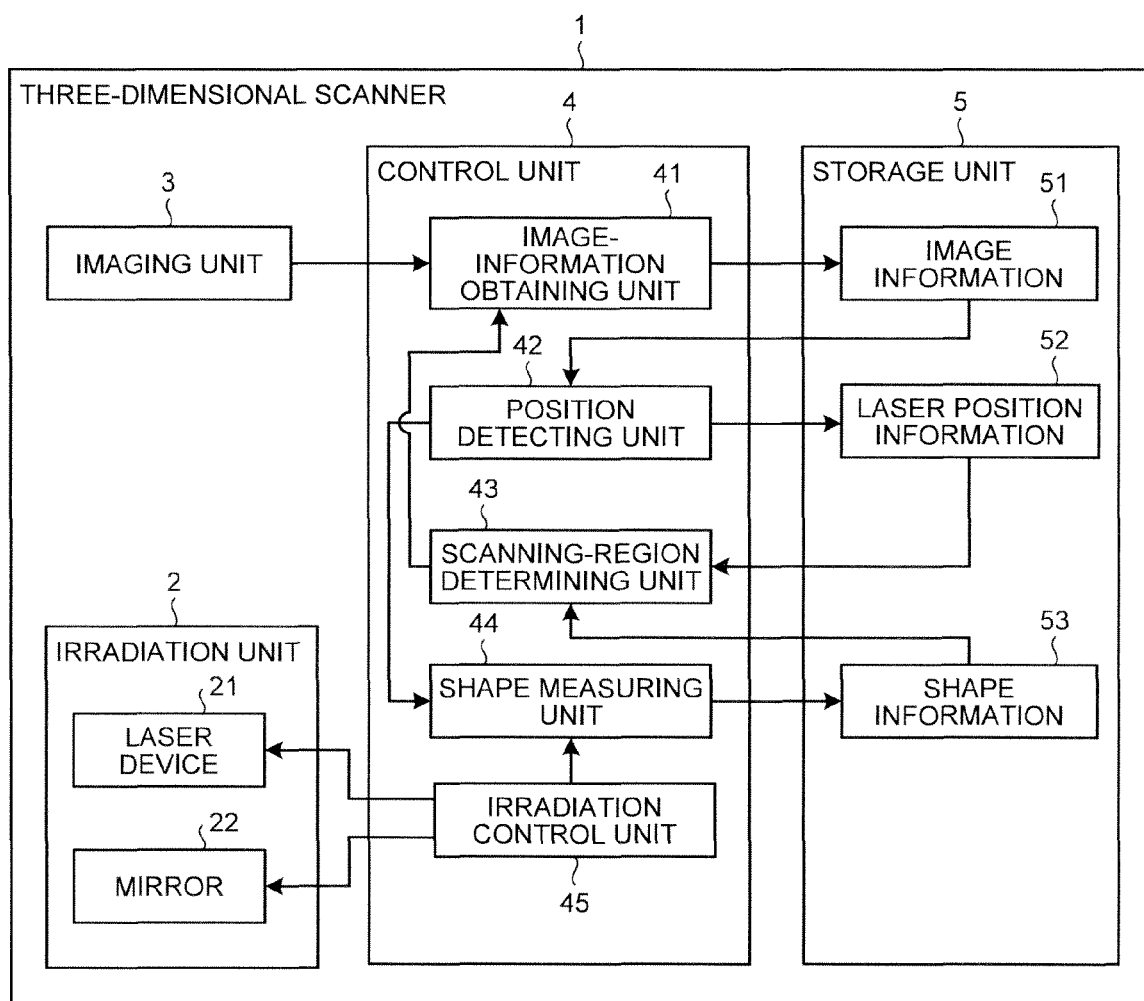 1
THREE-DIMENSIONAL SCANNER
4
5
CONTROL UNIT
STORAGE UNIT
3
41
51
IMAGING UNIT
IMAGE-
INFORMATION
OBTAINING UNIT
IMAGE
INFORMATION
42
52
POSITION
DETECTING UNIT
LASER POSITION
INFORMATION
43
SCANNING-REGION
DETERMINING UNIT
2
44
53
IRRADIATION UNIT
SHAPE MEASURING
UNIT
SHAPE
INFORMATION
21
LASER
DEVICE
IRRADIATION
CONTROL UNIT
22
MIRROR
45